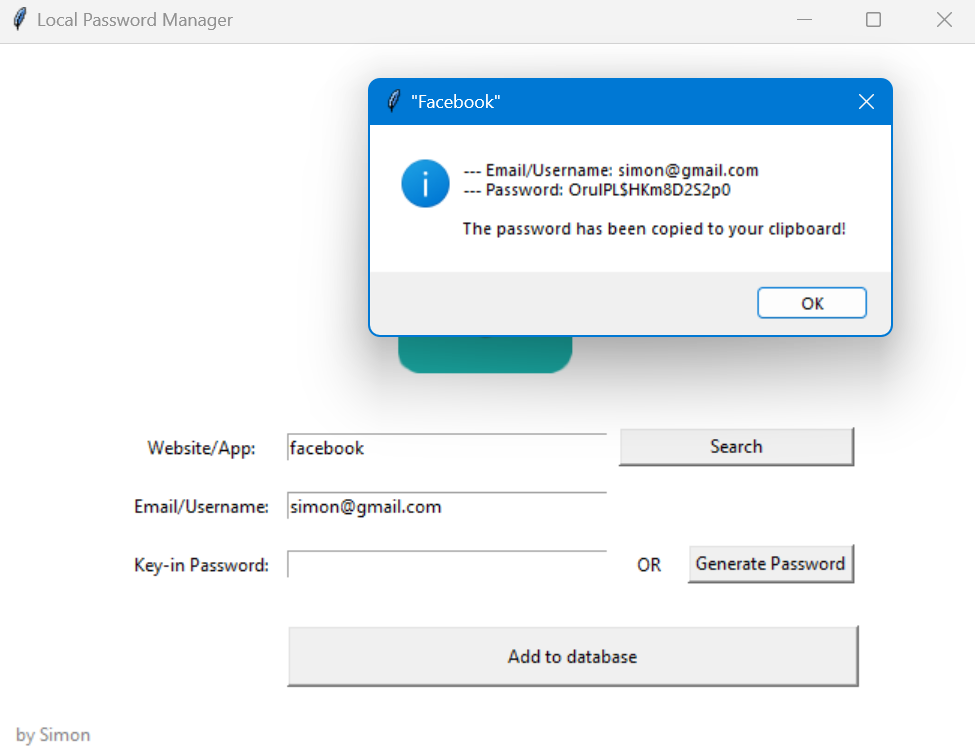 Local Password Manager
"Facebook"
--- Email/Username: simon@gmail.com
--- Password: OruIPL$HKm8D2S2p0
The password has been copied to your clipboard!
OK
Website/App: facebook Search
Email/Username: simon@gmail.com
Key-in Password: OR Generate Password
Add to database
by Simon